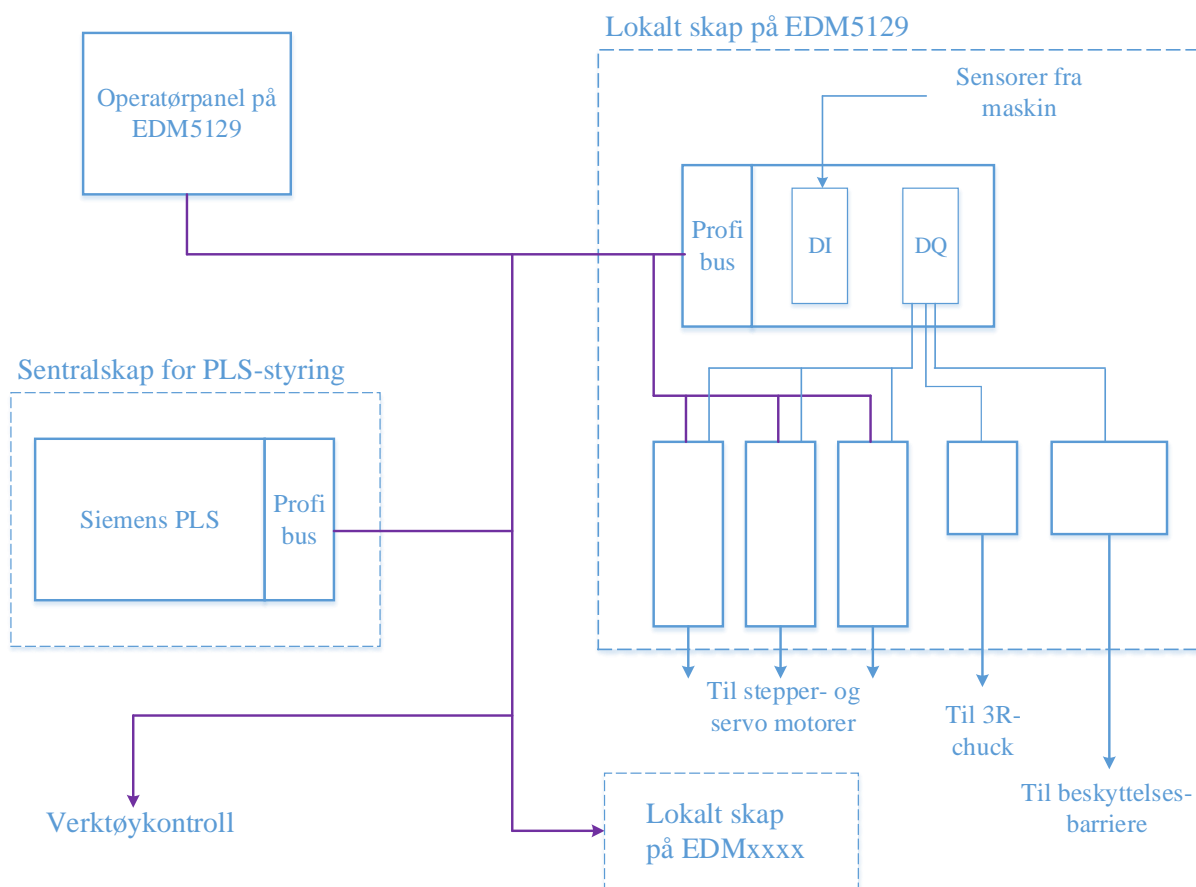 Lokalt skap på EDM5129
Operatørpanel på
EDM5129
Sensorer fra
maskin
Profi
bus
DI
DQ
Sentralskap for PLS-styring
Siemens PLS
Profi
bus
Til stepper- og
servo motorer
Til 3R-
chuck
Til beskyttelses-
barriere
Verktøykontroll
Lokalt skap
på EDMxxxx